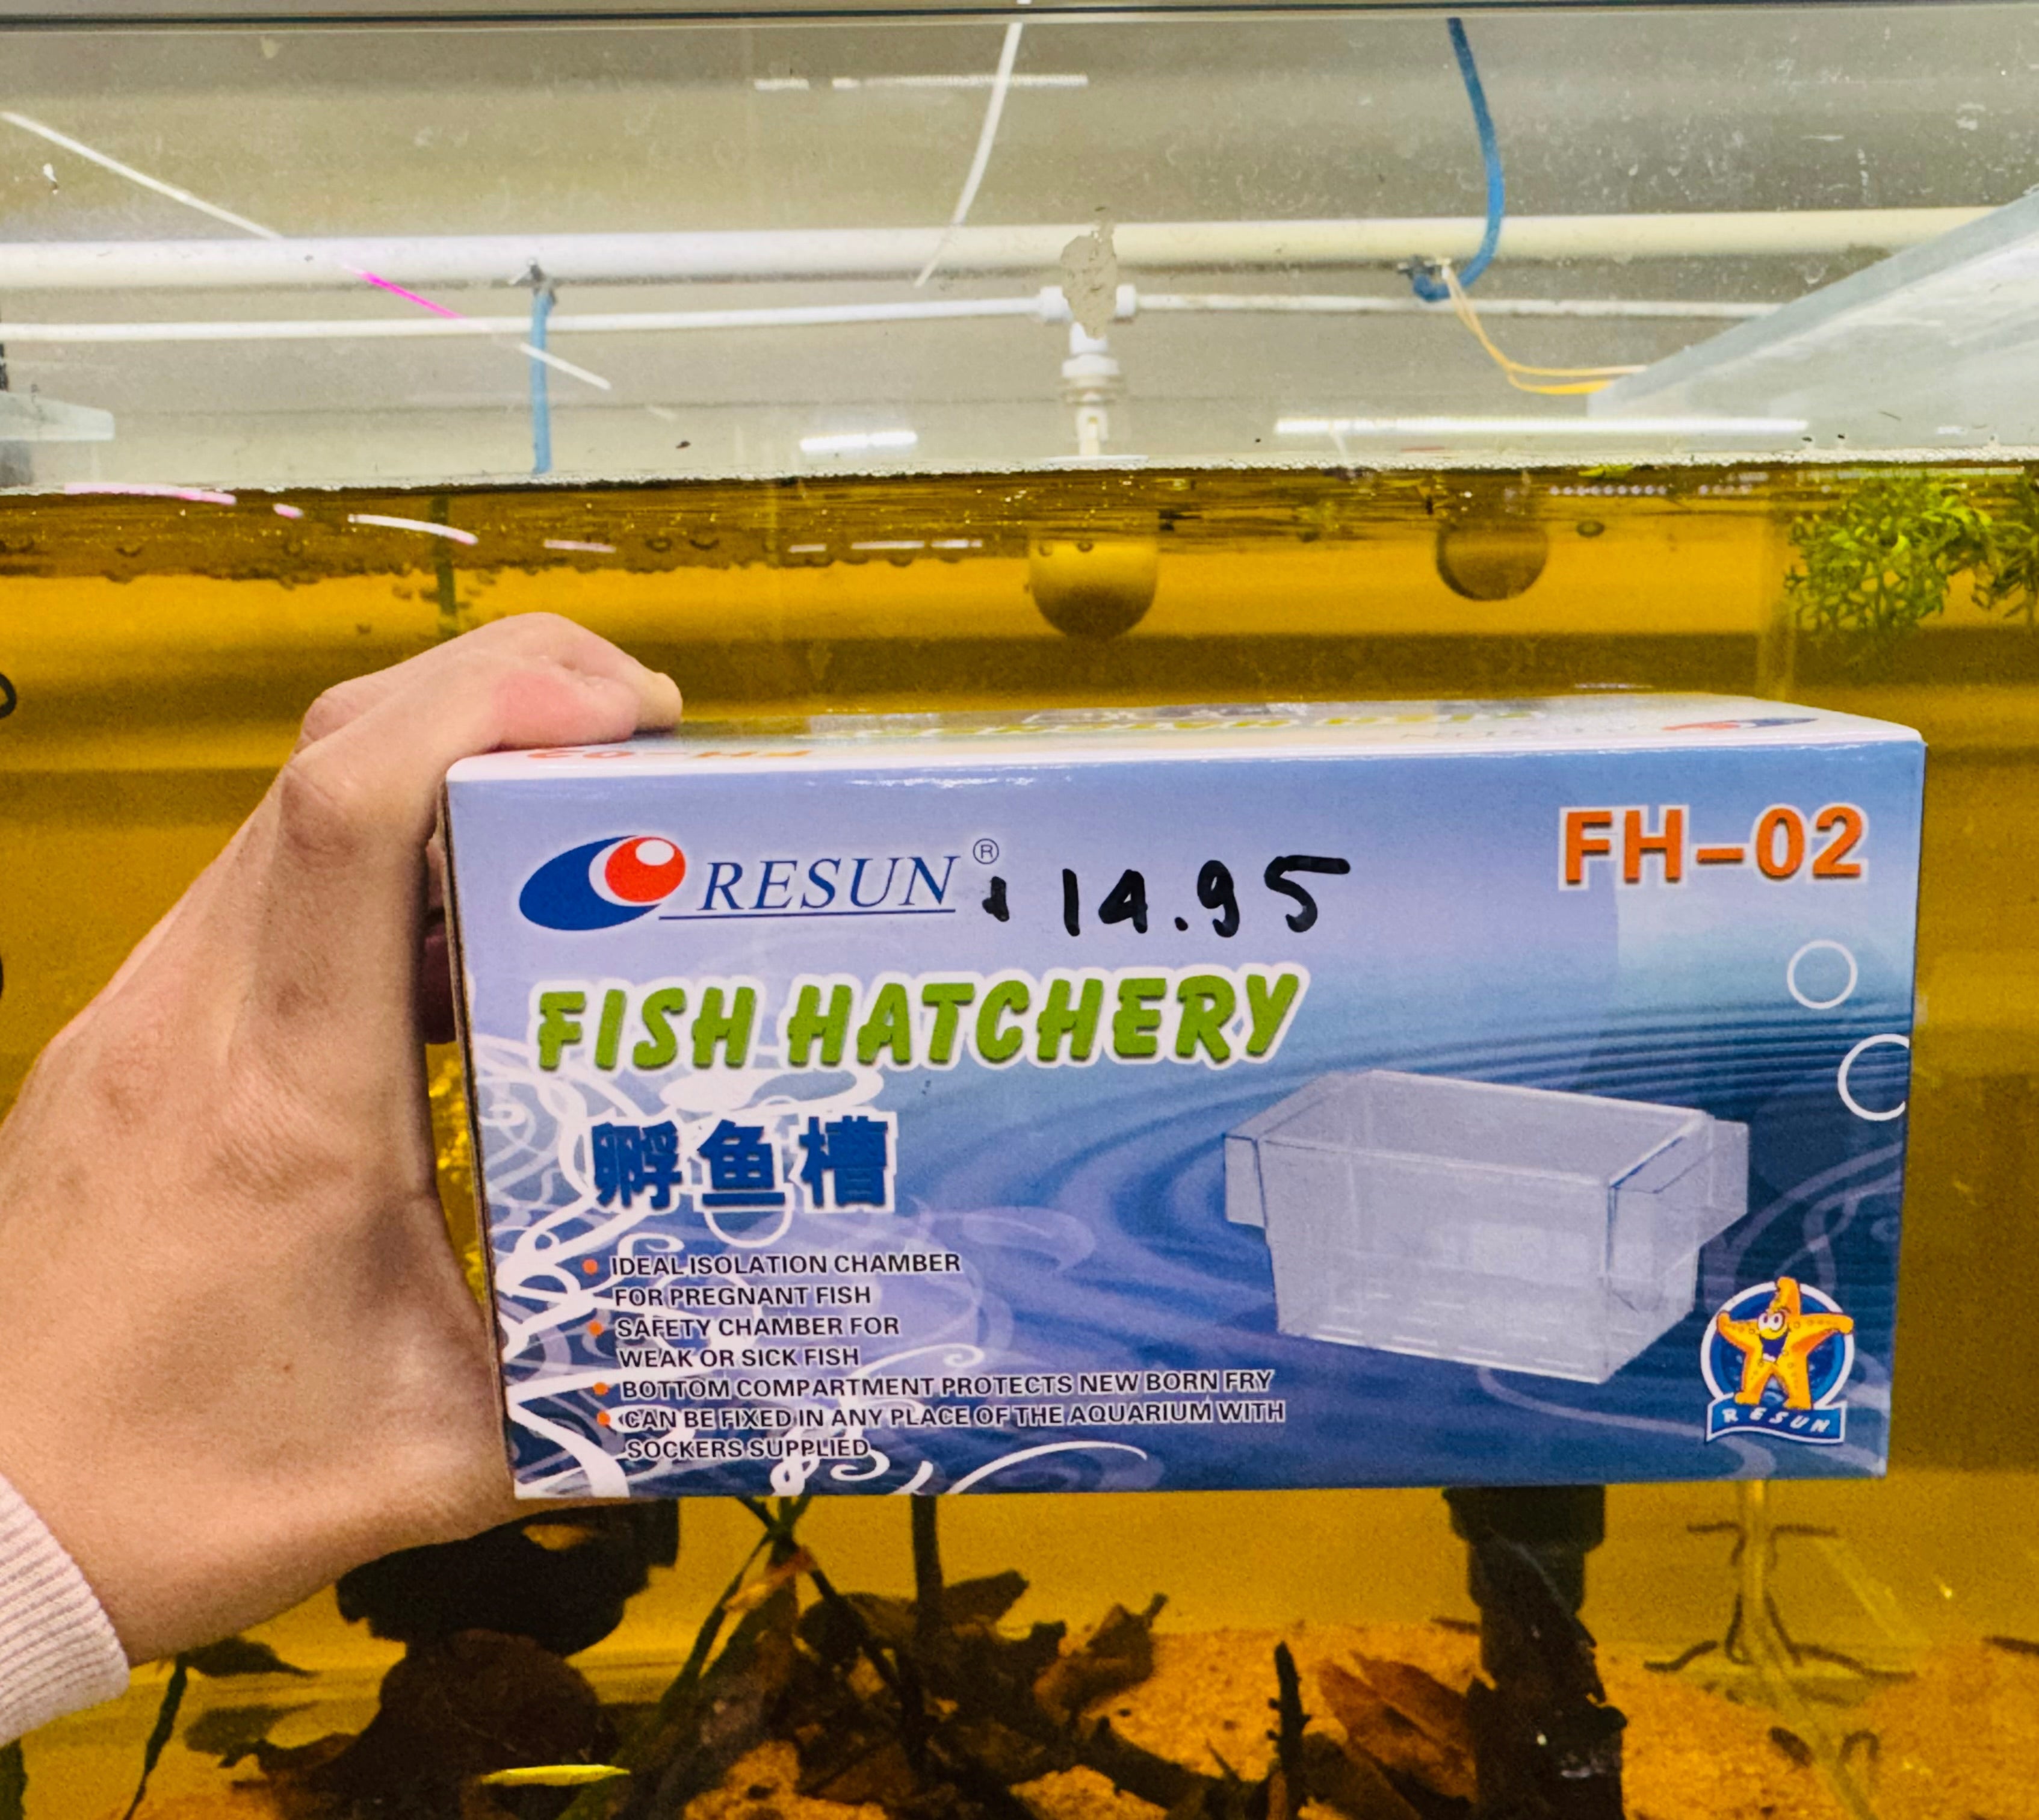 RESUN® 14.95
FH-02
FISH HATCHERY
孵鱼槽
IDEAL ISOLATION CHAMBER
FOR PREGNANT FISH
SAFETY CHAMBER FOR
WEAK OR SICK FISH
BOTTOM COMPARTMENT PROTECTS NEW BORN FRY
CAN BE FIXED IN ANY PLACE OF THE AQUARIUM WITH
SOCKERS SUPPLIED
RESUN